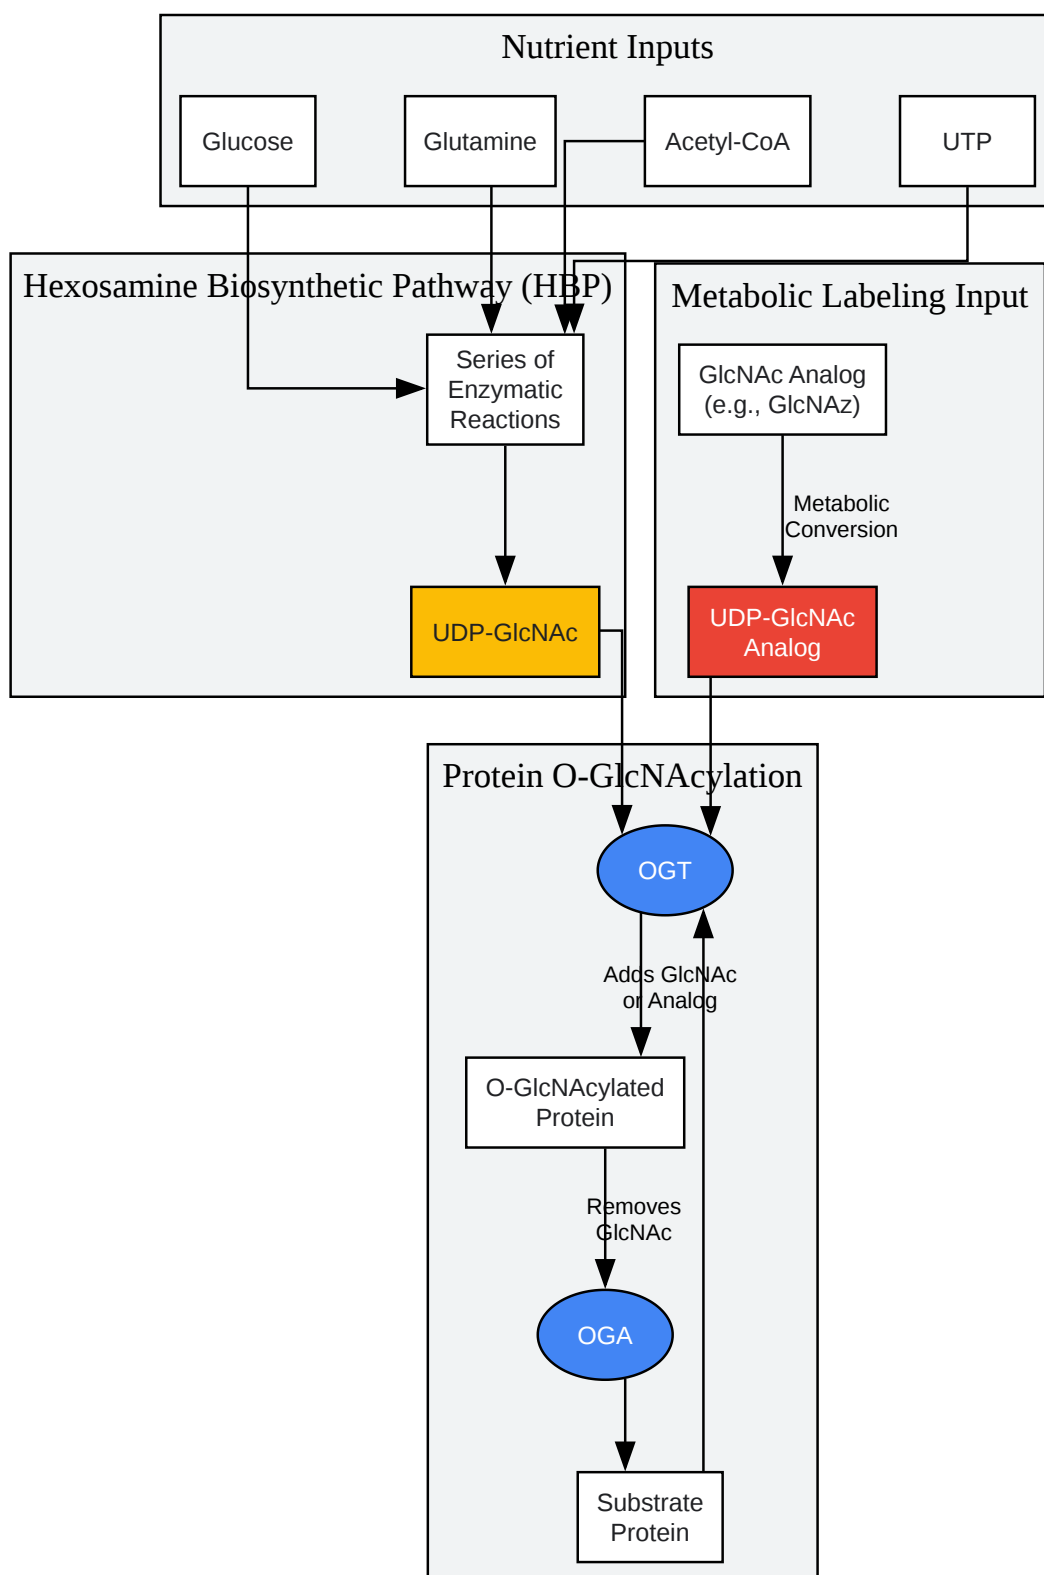 Nutrient Inputs
Glucose
Glutamine
Acetyl-CoA
UTP
Hexosamine Biosynthetic Pathway (HBP)
Metabolic Labeling Input
Series of
Enzymatic
Reactions
GlcNAc Analog
(e.g., GlcNAz)
Metabolic
Conversion
UDP-GlcNAc
UDP-GlcNAc
Analog
Protein O-GlcNAcylation
OGT
Adds GlcNAc
or Analog
O-GlcNAcylated
Protein
Removes
GlcNAc
OGA
Substrate
Protein